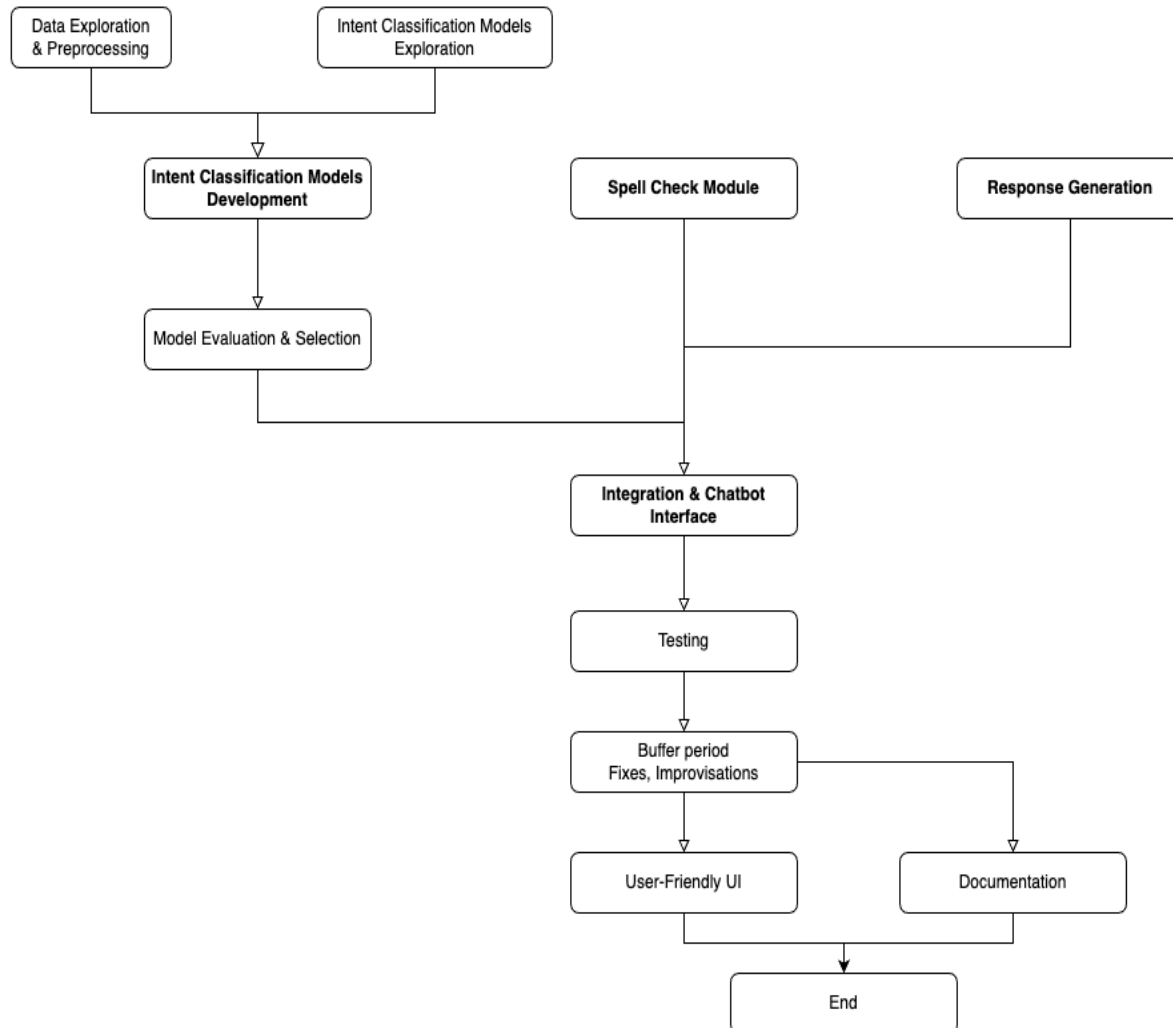 Data Exploration
& Preprocessing
Intent Classification Models
Exploration
Intent Classification Models
Development
Spell Check Module
Response Generation
Model Evaluation & Selection
Integration & Chatbot
Interface
Testing
Buffer period
Fixes, Improvisations
User-Friendly UI
Documentation
End